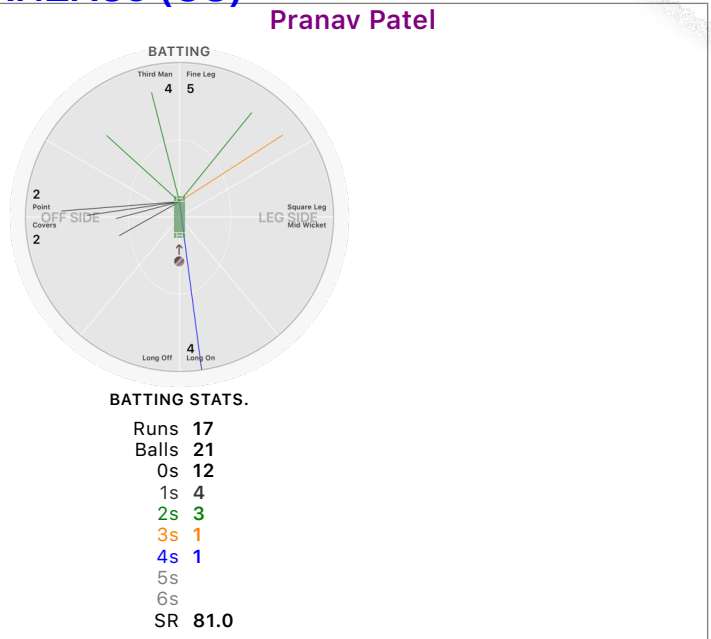 Pranav Patel
BATTING
Third Man Fine Leg
4 5
2
Point Square Leg
OFF SIDE LEG SIDE
Covers Mid Wicket
2
4
Long Off Long On
BATTING STATS.
Runs 17
Balls 21
0s 12
1s 4
2s 3
3s 1
4s 1
5s
6s
SR 81.0